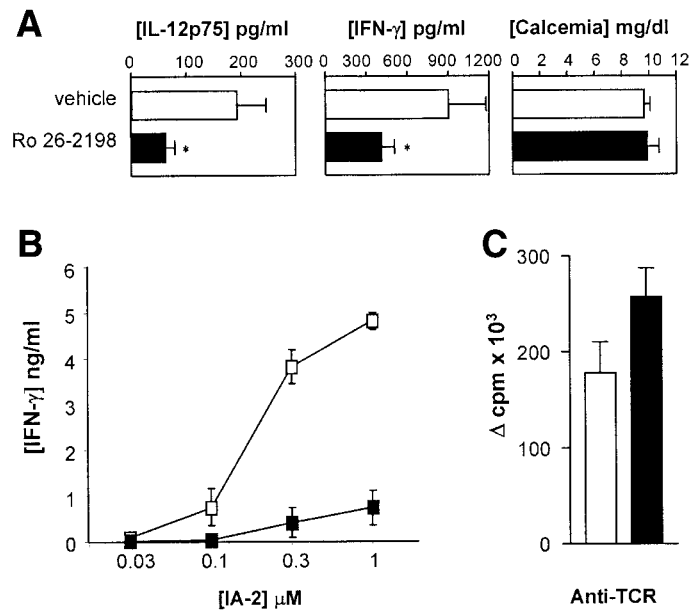 A
[IL-12p75] pg/ml [IFN-γ] pg/ml [Calcemia] mg/dl
0 100 200 300 0 300 600 900 1200 0 2 4 6 8 10 12
vehicle
Ro 26-2198
*
*
B
[IFN-γ] ng/ml
6
5
4
3
2
1
0
0.03 0.1 0.3 1
[IA-2] μM
C
Δ cpm x 10³
300
200
100
0
Anti-TCR